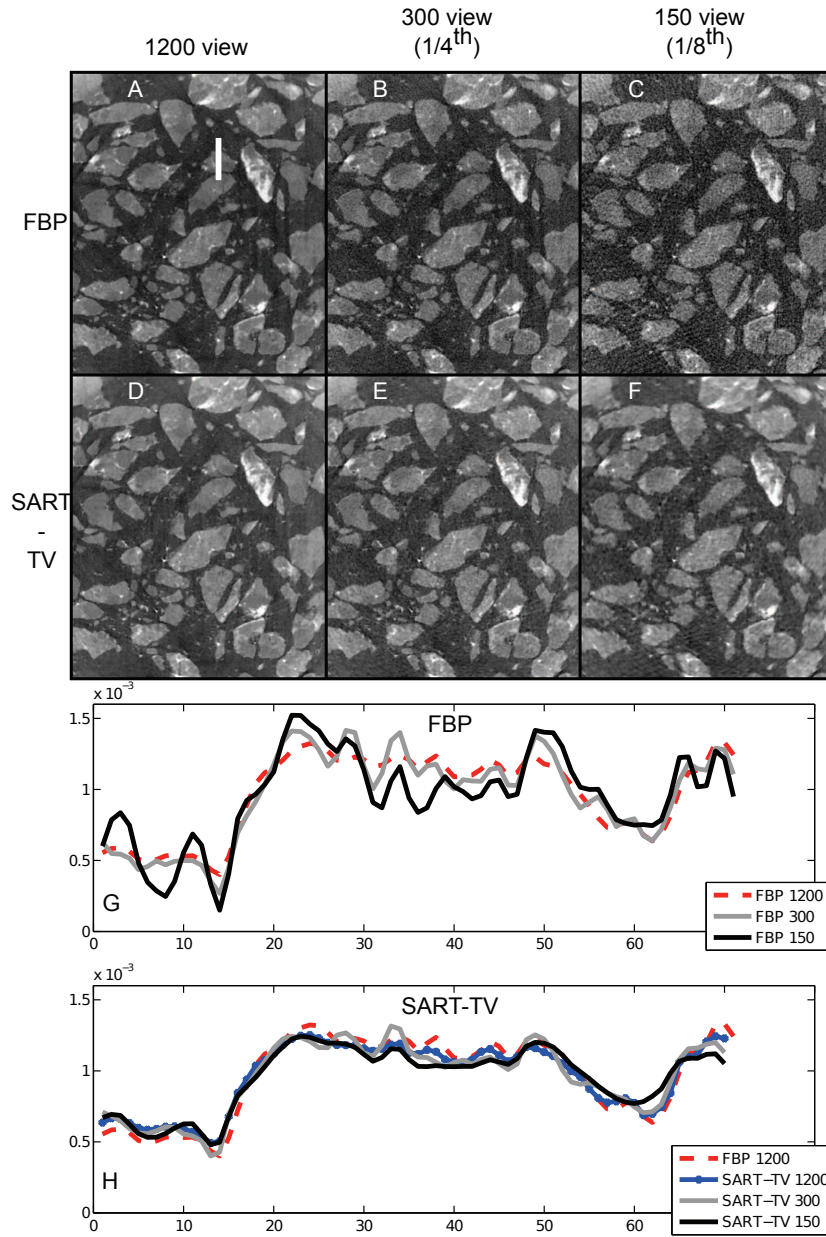 1200 view
300 view
(1/4th)
150 view
(1/8th)
FBP
A
B
C
SART
-
TV
D
E
F
x 10−3
FBP
1.5
1
0.5
0
G
0 10 20 30 40 50 60
FBP 1200
FBP 300
FBP 150
x 10−3
SART-TV
1.5
1
0.5
0
H
0 10 20 30 40 50 60
FBP 1200
SART−TV 1200
SART−TV 300
SART−TV 150